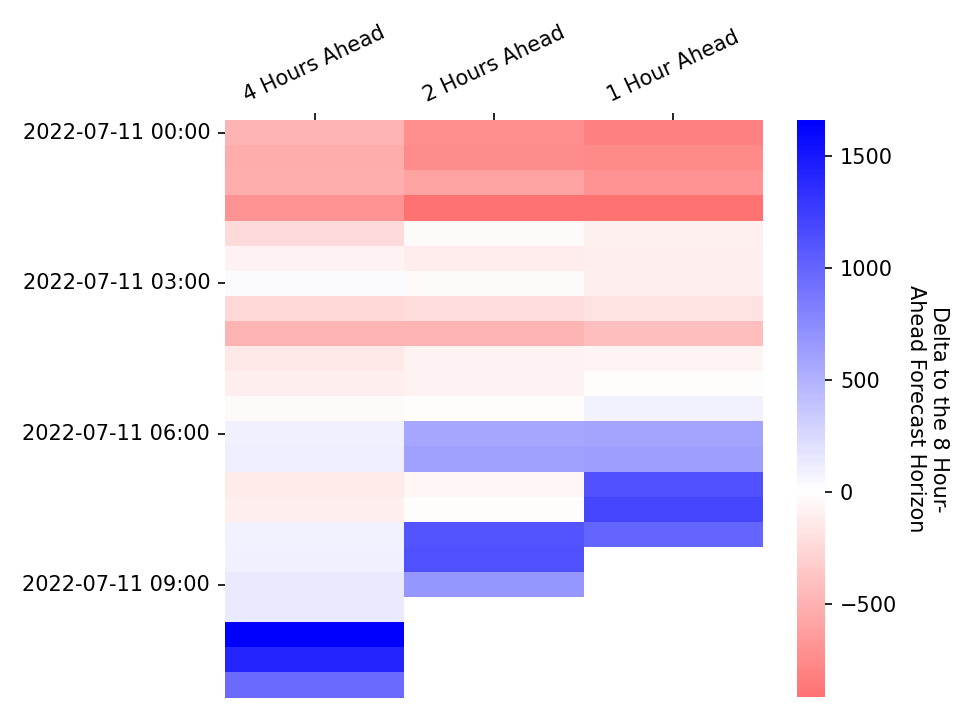 4 Hours Ahead
2 Hours Ahead
1 Hour Ahead
2022-07-11 00:00
2022-07-11 03:00
2022-07-11 06:00
2022-07-11 09:00
1500
1000
500
0
−500
Delta to the 8 Hour-
Ahead Forecast Horizon